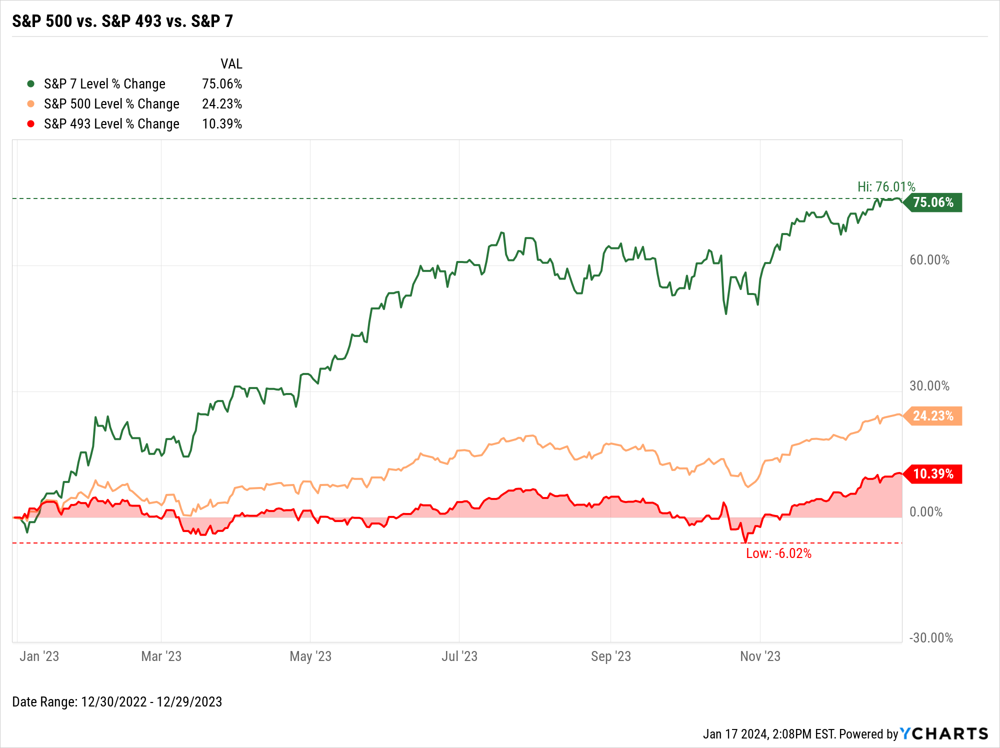 S&P 500 vs. S&P 493 vs. S&P 7
VAL
S&P 7 Level % Change 75.06%
S&P 500 Level % Change 24.23%
S&P 493 Level % Change 10.39%
Hi: 76.01%
75.06%
60.00%
30.00%
24.23%
10.39%
0.00%
Low: -6.02%
-30.00%
Jan '23 Mar '23 May '23 Jul '23 Sep '23 Nov '23
Date Range: 12/30/2022 - 12/29/2023
Jan 17 2024, 2:08PM EST. Powered by YCHARTS